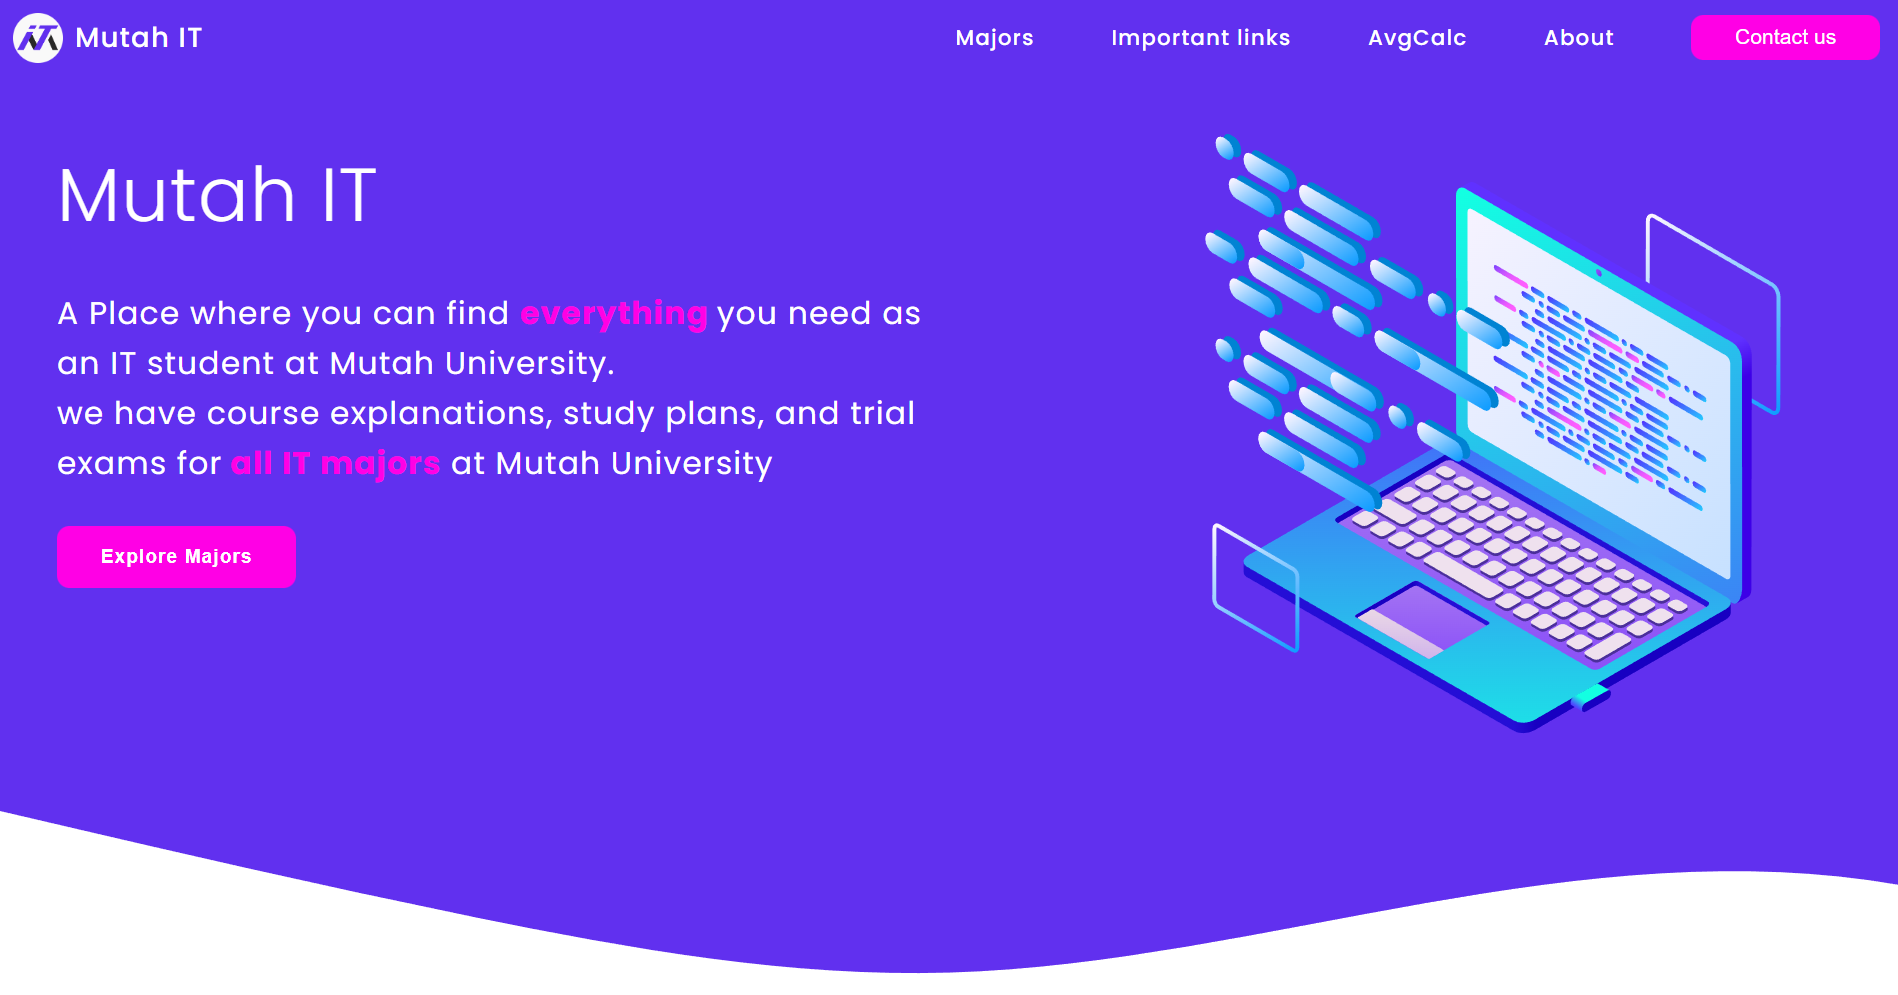 Mutah IT
Majors
Important links
AvgCalc
About
Contact us
Mutah IT
A Place where you can find everything you need as
an IT student at Mutah University.
we have course explanations, study plans, and trial
exams for all IT majors at Mutah University
Explore Majors